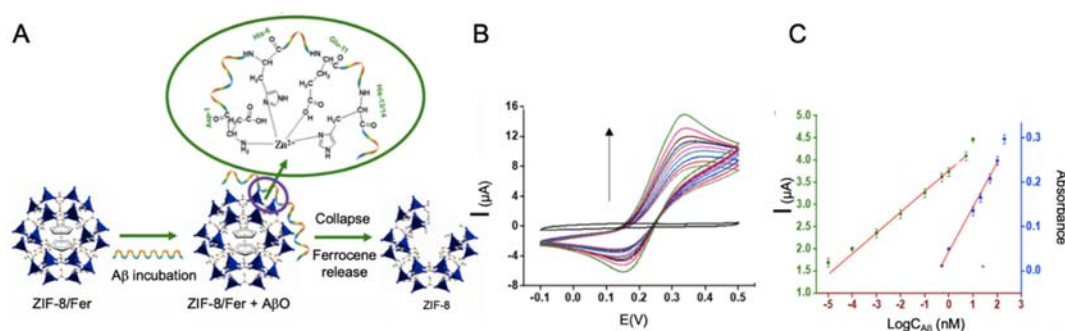 A
His-6
Glu-11
Asp-1
His-13/14
Zn2+
ZIF-8/Fer
Aβ incubation
ZIF-8/Fer + AβO
Collapse
Ferrocene
release
ZIF-8
B
I (μA)
16
12
8
4
0
-4
-8
-0.1 0.0 0.1 0.2 0.3 0.4 0.5
E(V)
C
I (μA)
5.0
4.5
4.0
3.5
3.0
2.5
2.0
1.5
1.0
0.3
0.2
0.1
0.0
Absorbance
-5 -4 -3 -2 -1 0 1 2 3
LogCAβ (nM)